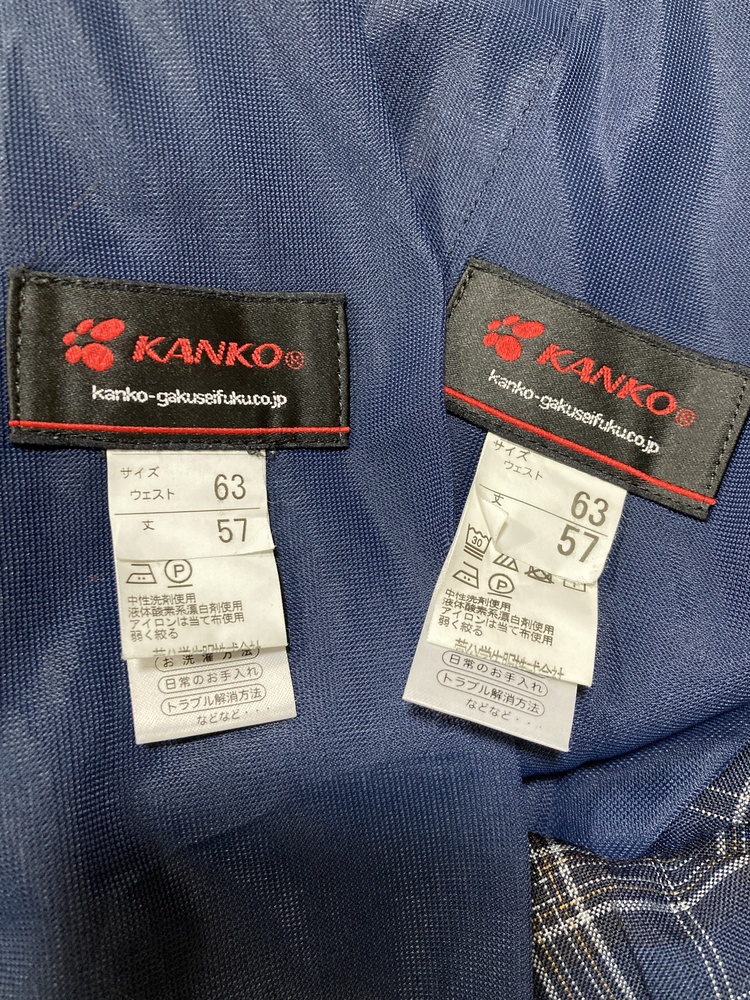 KANKO®
kanko-gakuseifuku.co.jp
サイズ
ウェスト 63
丈 57
P
中性洗剤使用
液体酸素系漂白剤使用
アイロンは当て布使用
弱く絞る
お洗濯方法
日常のお手入れ
トラブル解消方法
などなど・・・
KANKO®
kanko-gakuseifuku.co.jp
サイズ
ウェスト 63
丈 57
30
P
中性洗剤使用
液体酸素系漂白剤使用
アイロンは当て布使用
弱く絞る
日常のお手入れ
トラブル解消方法
などなど・・・